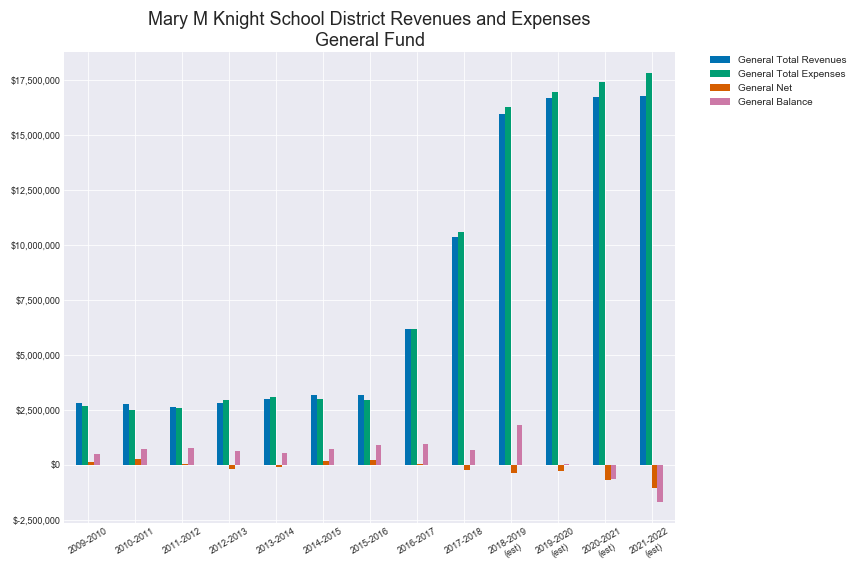 Mary M Knight School District Revenues and Expenses
General Fund
General Total Revenues
General Total Expenses
General Net
General Balance
$17,500,000
$15,000,000
$12,500,000
$10,000,000
$7,500,000
$5,000,000
$2,500,000
$0
$-2,500,000
2009-2010
2010-2011
2011-2012
2012-2013
2013-2014
2014-2015
2015-2016
2016-2017
2017-2018
2018-2019
(est)
2019-2020
(est)
2020-2021
(est)
2021-2022
(est)